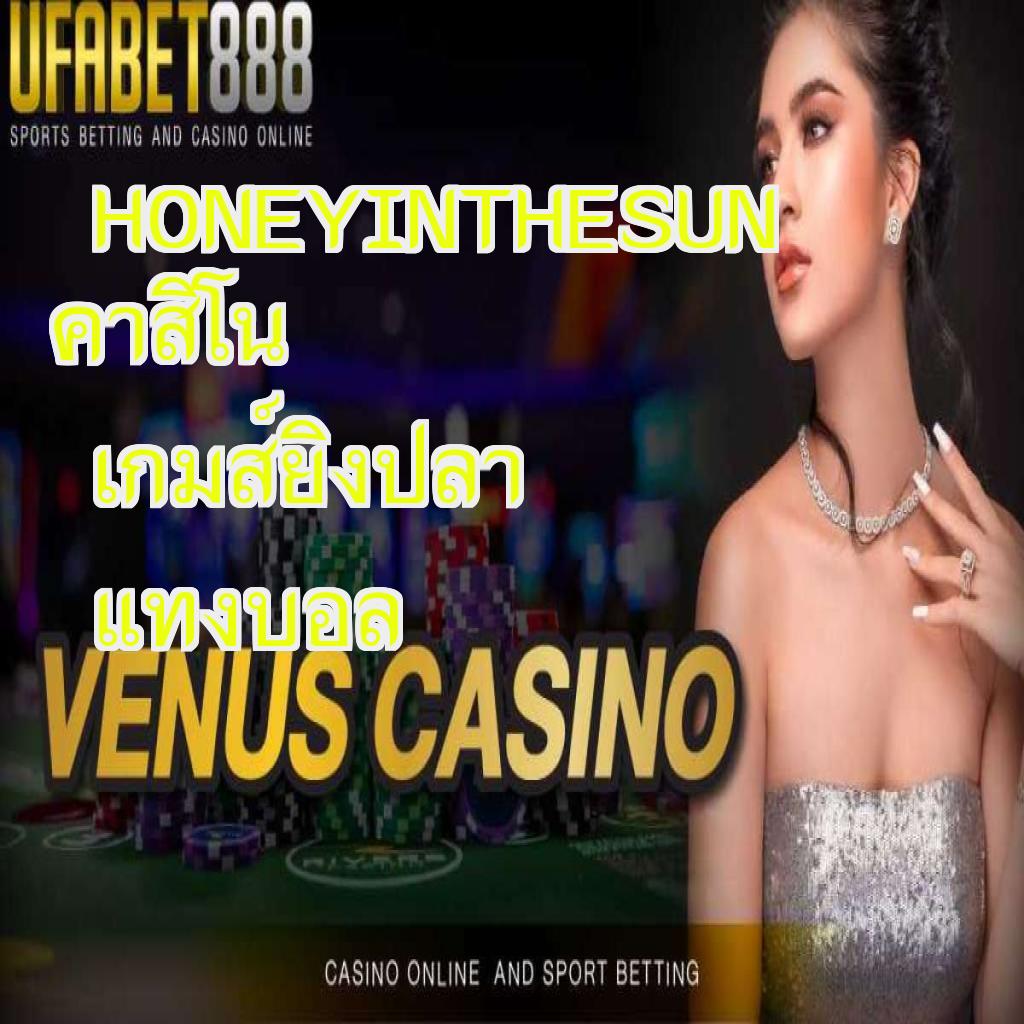 UFABET888
SPORTS BETTING AND CASINO ONLINE
HONEYINTHESUN
คาสิโน
เกมส์ยิงปลา
แทงบอล
VENUS CASINO
CASINO ONLINE AND SPORT BETTING